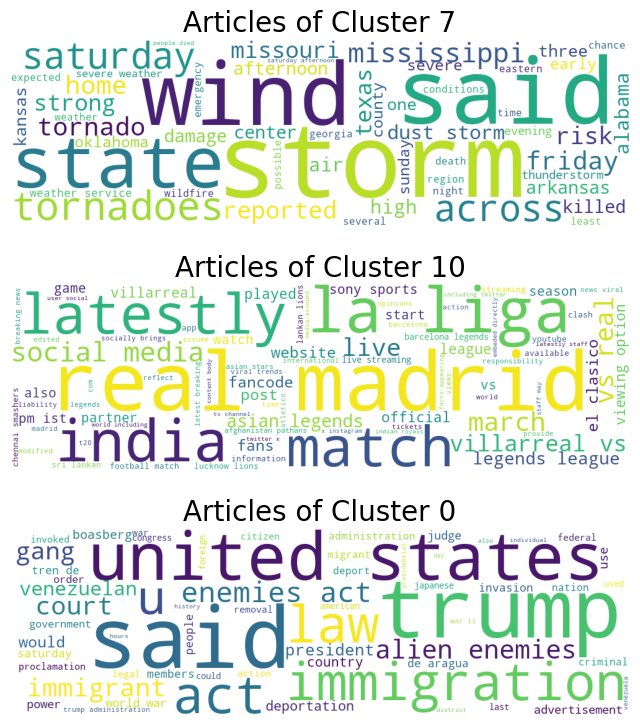 Articles of Cluster 7
people died
saturday
missouri
mississippi
three
chance
saturday afternoon
expected
severe weather
home
afternoon
severe
eastern
early
wind
said
emergency
texas
county
conditions
kansas
strong
weather
tornado
oklahoma
damage
center
georgia
one
time
dust storm
evening
risk
alabama
state
storm
possible
air
sunday
death
thunderstorm
friday
region
night
arkansas
weather service
wildfire
tornadoes
reported
high
several
across
killed
least
Articles of Cluster 10
breaking news
user social
game
villarreal
played
lankan lions
sony sports
including twitter
streaming
news viral
opinions
action
season
latestly
la liga
start
barcelona
clash
edited
socially brings
app
assume
watch
asian stars
international
live streaming
viral trends
barcelona legends
youtube
embeded directly
latestly staff
social media
website
live
league
available
responsibility
el clasico
vs real
viewing option
reflect
content body
real madrid
facts appearing
views
fancode
vs
world
staff may
chennai smashers
also
com
liability
legends
latest breaking
post
time
atletico
official
tickets
march
pm ist
partner
world including
tv channel
asian legends
afghanistan pathans
x instagram
indian royals
provide
madrid
t20
india
fans
twitter x
match
villarreal vs
modified
sri lankan
football match
lucknow lions
information
legends league
Articles of Cluster 0
invoked
boasberg
war
congress
foreign
citizen
administration
judge
also
individual
federal
gang
united states
migrant
deport
presidential
day
use
tren de
order
venezuelan
court
u
enemies act
american
trump
japanese
invasion
nation
used
government
would
removal
history
said
people
law
president
alien enemies
war ii
saturday
proclamation
hours
country
de aragua
criminal
immigrant
legal
members
could
act
action
immigration
venezuela
power
world war
trump administration
deportation
district
last
advertisement